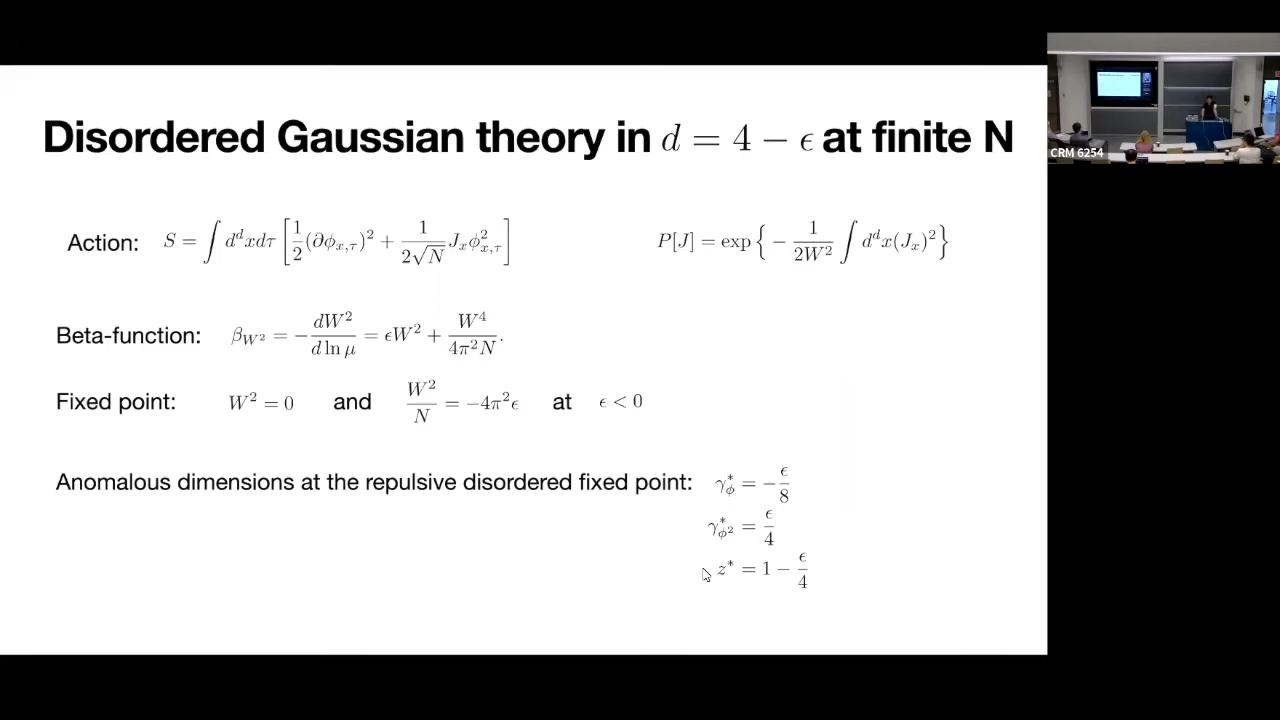 Disordered Gaussian theory in d = 4 − ϵ at finite N
Action: S = ∫ d^d x dτ [ 1/2 (∂ϕ_{x,τ})^2 + 1/(2√N) J_x ϕ^2_{x,τ} ] P[J] = exp { − 1/(2W^2) ∫ d^d x (J_x)^2 }
Beta-function: β_{W^2} = − dW^2/(d ln μ) = ϵW^2 + W^4/(4π^2 N).
Fixed point: W^2 = 0 and W^2/N = −4π^2 ϵ at ϵ < 0
Anomalous dimensions at the repulsive disordered fixed point: γ^*_ϕ = − ϵ/8
γ^*_{ϕ^2} = ϵ/4
z^* = 1 − ϵ/4
CRM 6254